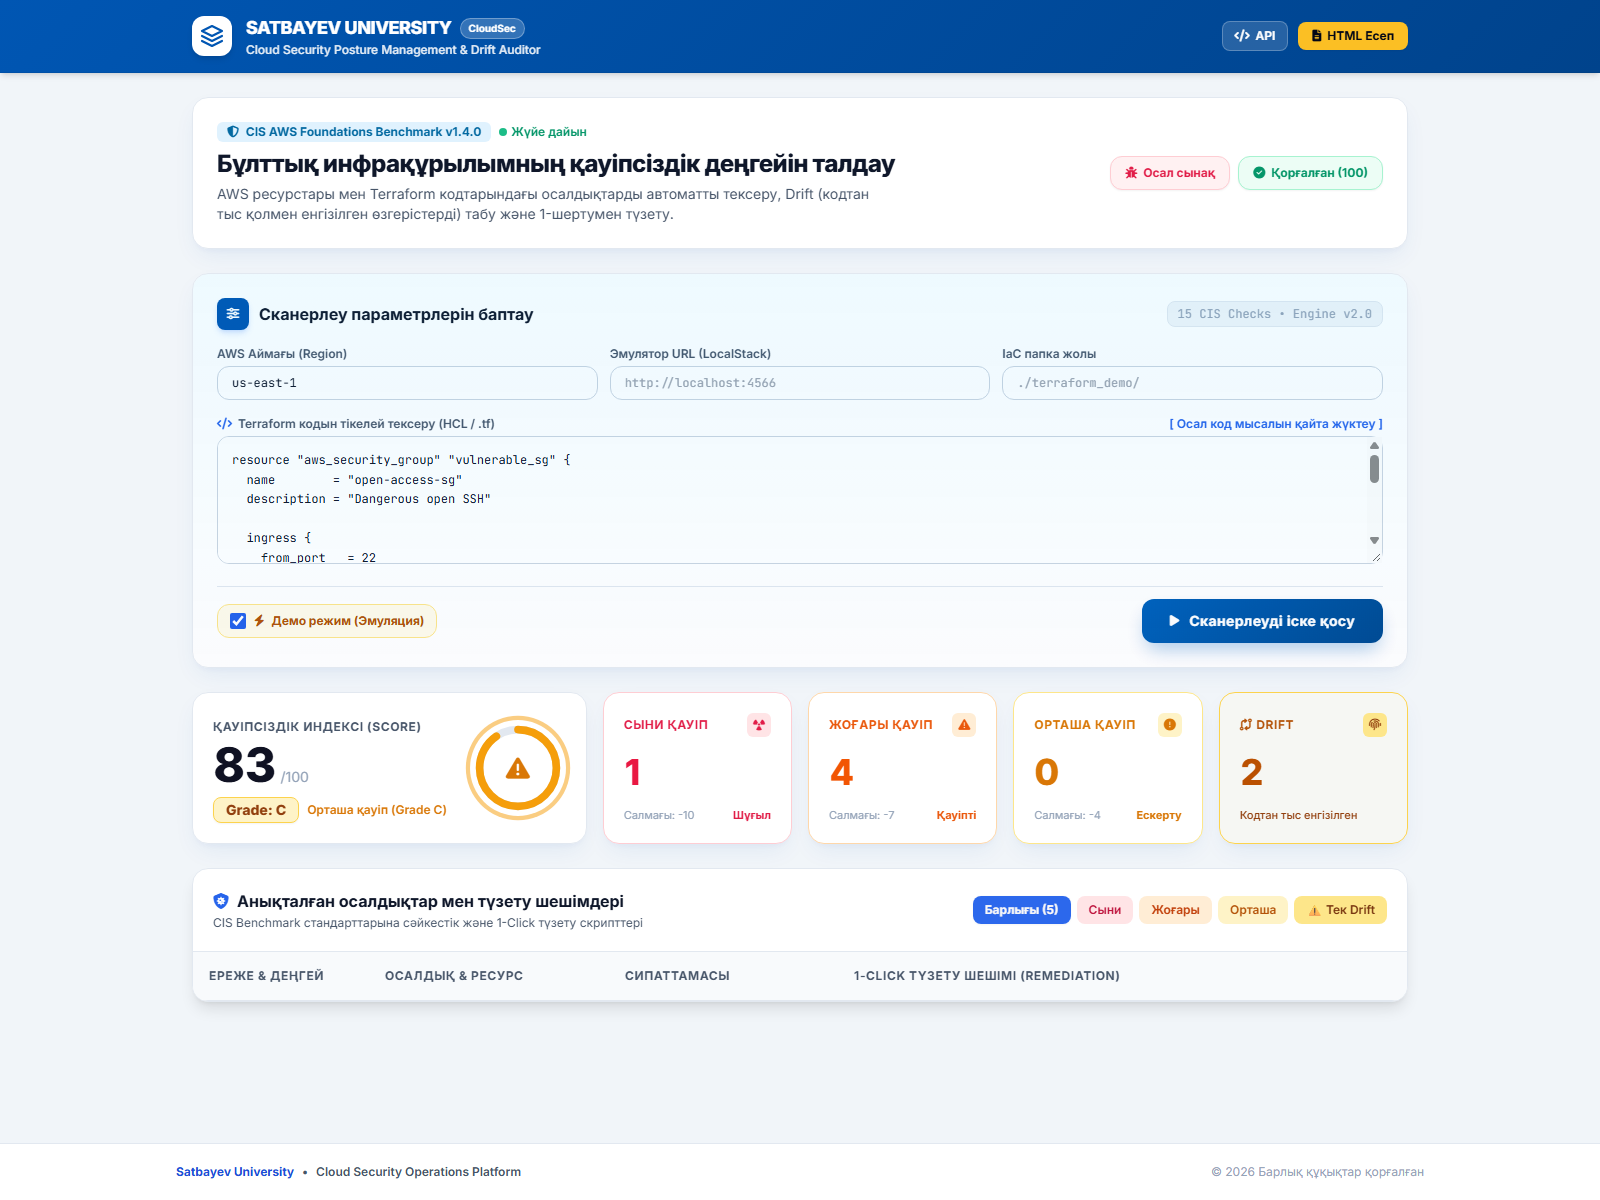 SATBAYEV UNIVERSITY CloudSec
Cloud Security Posture Management & Drift Auditor
</> API
HTML Есеп
CIS AWS Foundations Benchmark v1.4.0
Жүйе дайын
Бұлттық инфрақұрылымның қауіпсіздік деңгейін талдау
AWS ресурстары мен Terraform кодтарындағы осалдықтарды автоматты тексеру, Drift (кодтан
тыс қолмен енгізілген өзгерістерді) табу және 1-шертумен түзету.
Осал сынақ
Қорғалған (100)
Сканерлеу параметрлерін баптау
15 CIS Checks • Engine v2.0
AWS Аймағы (Region)
Эмулятор URL (LocalStack)
IaC папка жолы
us-east-1
http://localhost:4566
./terraform_demo/
</> Terraform кодын тікелей тексеру (HCL / .tf)
[ Осал код мысалын қайта жүктеу ]
resource "aws_security_group" "vulnerable_sg" {
name        = "open-access-sg"
description = "Dangerous open SSH"
ingress {
from_port   = 22
Демо режим (Эмуляция)
Сканерлеуді іске қосу
ҚАУІПСІЗДІК ИНДЕКСІ (SCORE)
83 /100
Grade: C
Орташа қауіп (Grade C)
СЫНИ ҚАУІП
1
Салмағы: -10
Шұғыл
ЖОҒАРЫ ҚАУІП
4
Салмағы: -7
Қауіпті
ОРТАША ҚАУІП
0
Салмағы: -4
Ескерту
DRIFT
2
Кодтан тыс енгізілген
Анықталған осалдықтар мен түзету шешімдері
CIS Benchmark стандарттарына сәйкестік және 1-Click түзету скрипттері
Барлығы (5)
Сыни
Жоғары
Орташа
Тек Drift
ЕРЕЖЕ & ДЕҢГЕЙ
ОСАЛДЫҚ & РЕСУРС
СИПАТТАМАСЫ
1-CLICK ТҮЗЕТУ ШЕШІМІ (REMEDIATION)
Satbayev University • Cloud Security Operations Platform
© 2026 Барлық құқықтар қорғалған